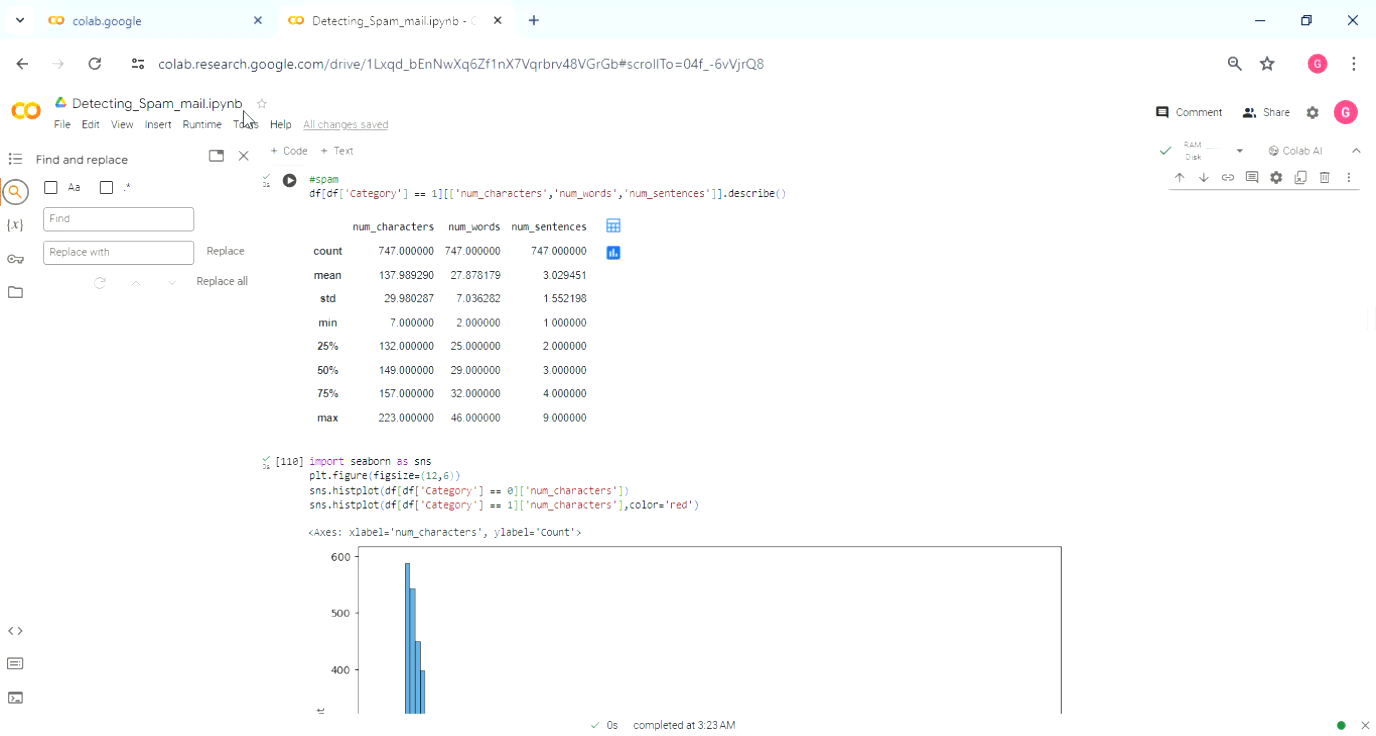 colab.google
Detecting_Spam_mail.ipynb - C
colab.research.google.com/drive/1Lxqd_bEnNwXq6Zf1nX7Vqrbrv48VGrGb#scrollTo=04f_-6vVjrQ8
G
Detecting_Spam_mail.ipynb
File Edit View Insert Runtime Tools Help All changes saved
Comment Share G
Find and replace
+ Code + Text
RAM
Disk
Colab AI
Aa .*
Find
Replace with
Replace
Replace all
{x}
#spam
df[df['Category'] == 1][['num_characters','num_words','num_sentences']].describe()
num_characters num_words num_sentences
count 747.000000 747.000000 747.000000
mean 137.989290 27.878179 3.029451
std 29.980287 7.036282 1.552198
min 7.000000 2.000000 1.000000
25% 132.000000 25.000000 2.000000
50% 149.000000 29.000000 3.000000
75% 157.000000 32.000000 4.000000
max 223.000000 46.000000 9.000000
[110] import seaborn as sns
plt.figure(figsize=(12,6))
sns.histplot(df[df['Category'] == 0]['num_characters'])
sns.histplot(df[df['Category'] == 1]['num_characters'],color='red')
<Axes: xlabel='num_characters', ylabel='Count'>
600
500
400
0s completed at 3:23 AM